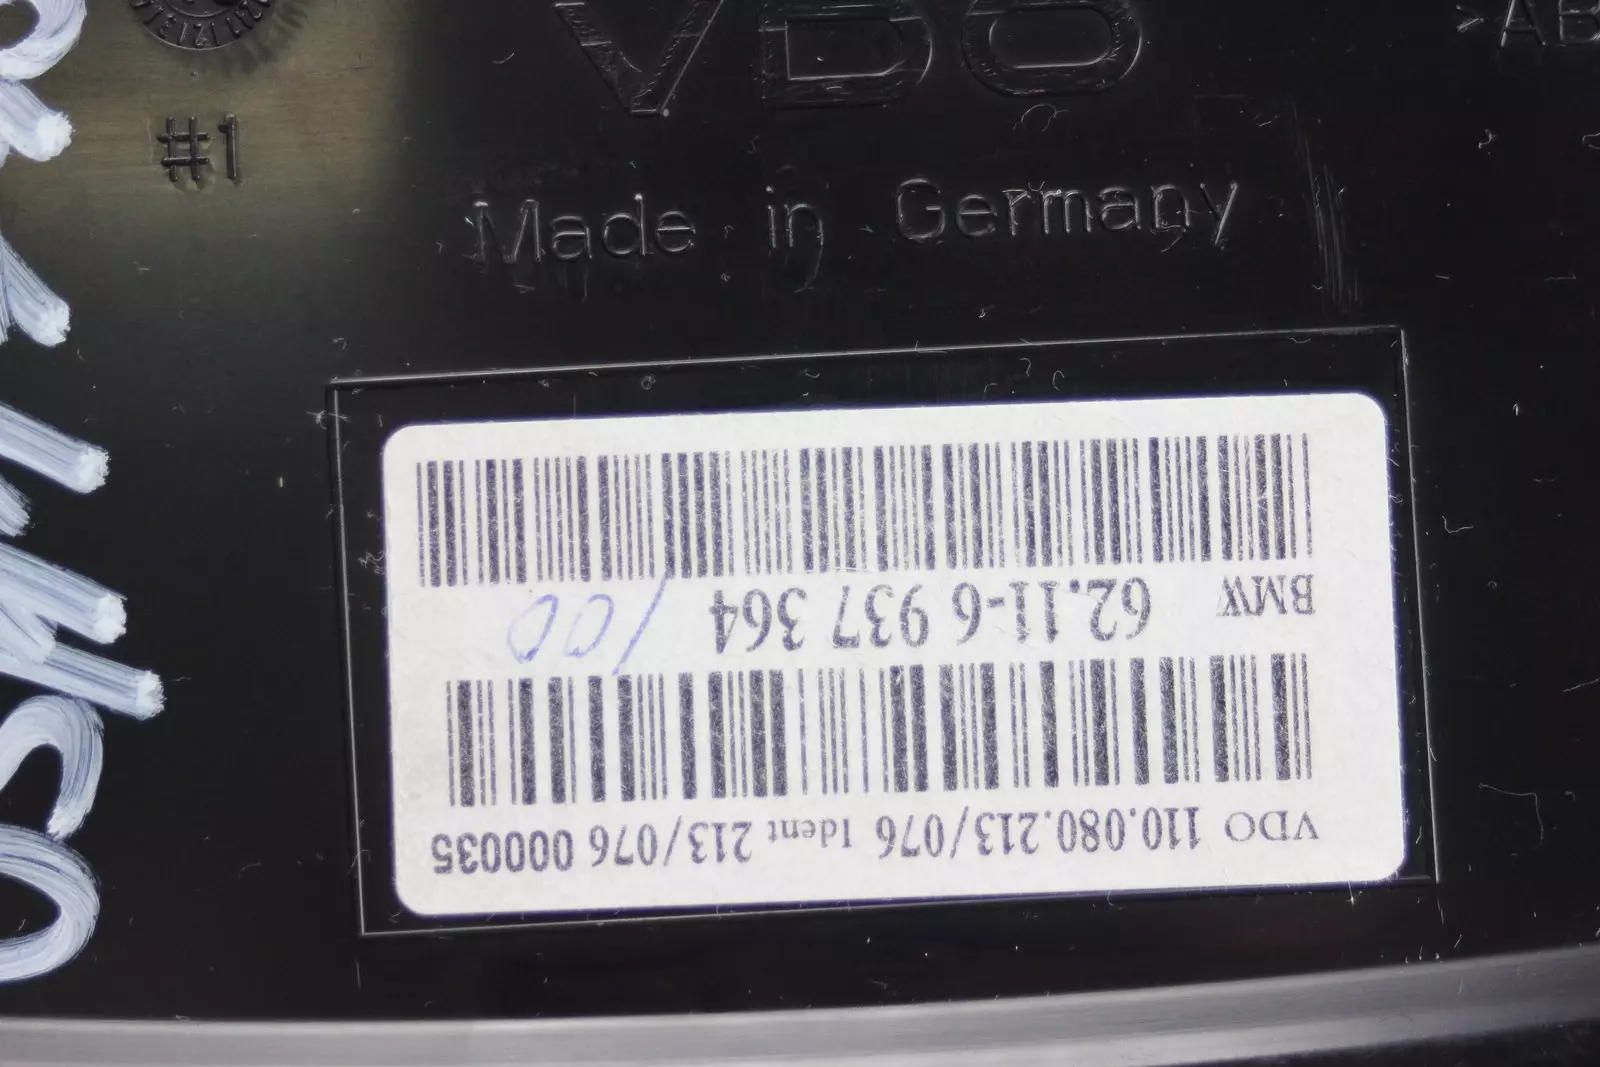 VDO
#1
Made in Germany
VDO 110.080.213/076 Ident 213/076 000035
BMW 62.11-6 937 364
100